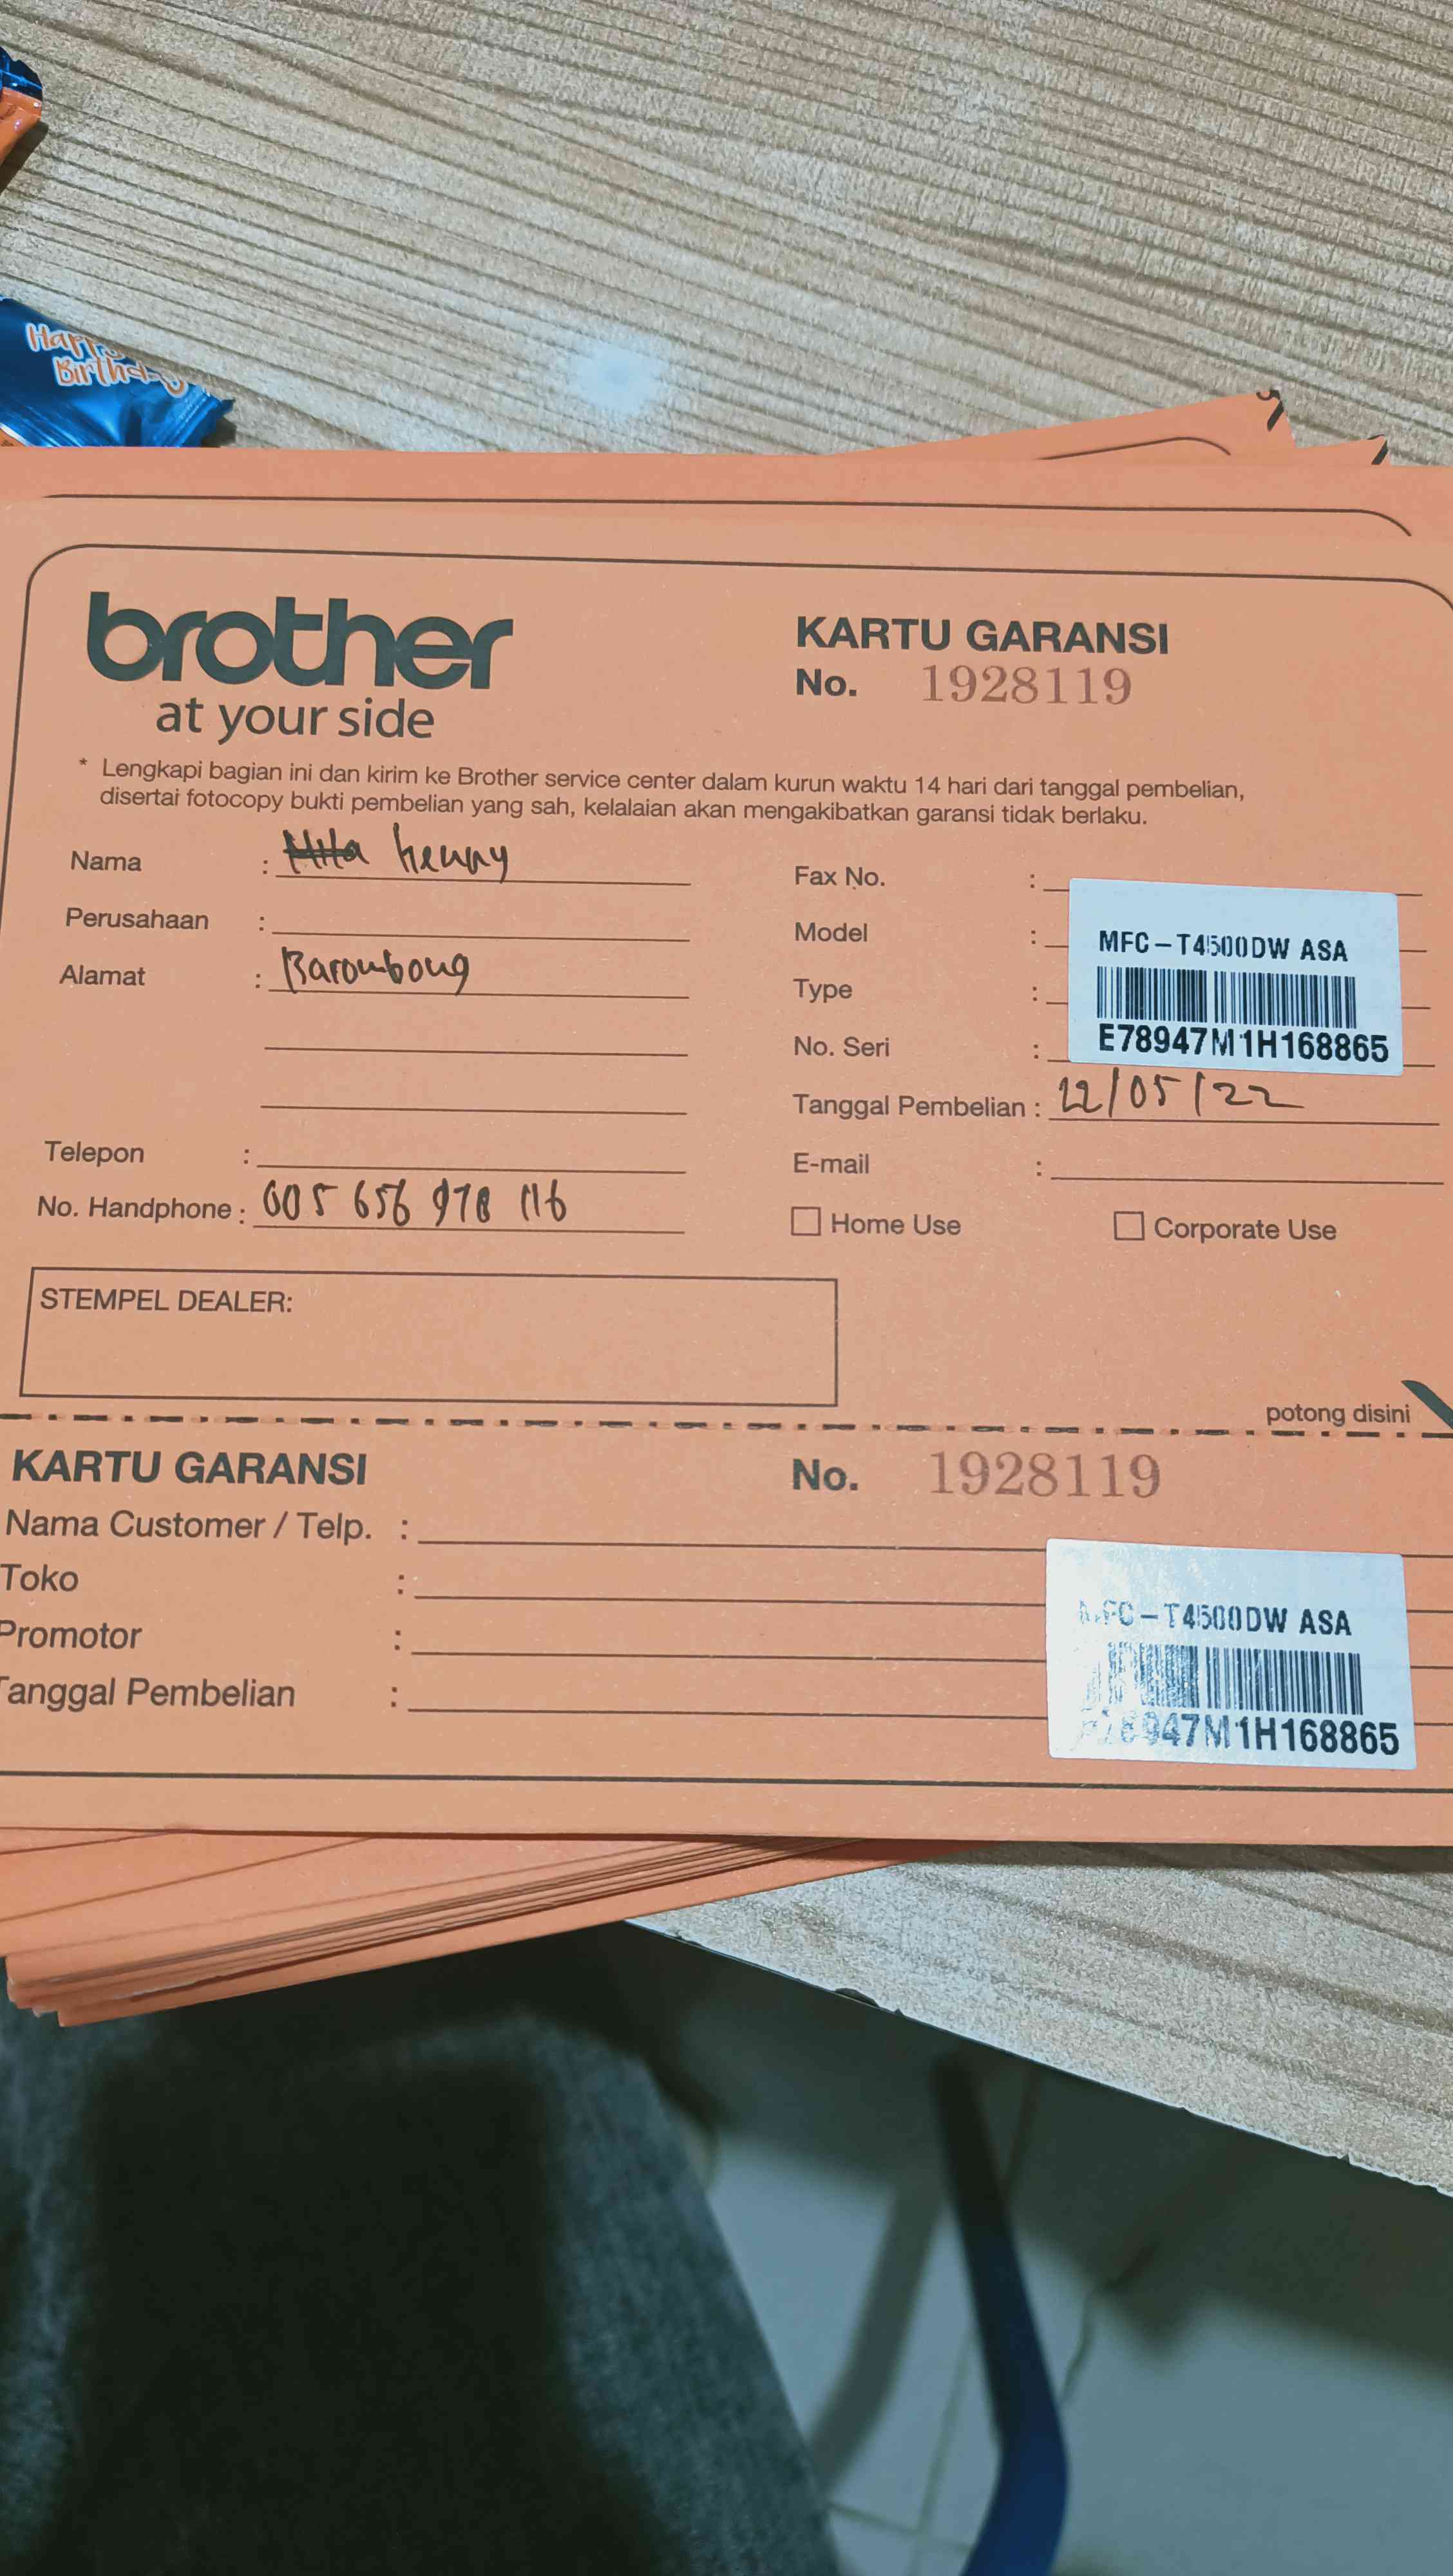 Happy
Birthday
brother
at your side
KARTU GARANSI
No. 1928119
* Lengkapi bagian ini dan kirim ke Brother service center dalam kurun waktu 14 hari dari tanggal pembelian,
disertai fotocopy bukti pembelian yang sah, kelalaian akan mengakibatkan garansi tidak berlaku.
Nama : henny
Perusahaan :
Alamat : Barombong
Telepon :
No. Handphone : 085 656 978 116
Fax No. :
Model :
Type :
No. Seri :
MFC-T4500DW ASA
E78947M1H168865
Tanggal Pembelian : 22/05/22
E-mail :
Home Use
Corporate Use
STEMPEL DEALER:
potong disini
KARTU GARANSI
No. 1928119
Nama Customer / Telp. :
Toko :
Promotor :
Tanggal Pembelian :
MFC-T4500DW ASA
E78947M1H168865